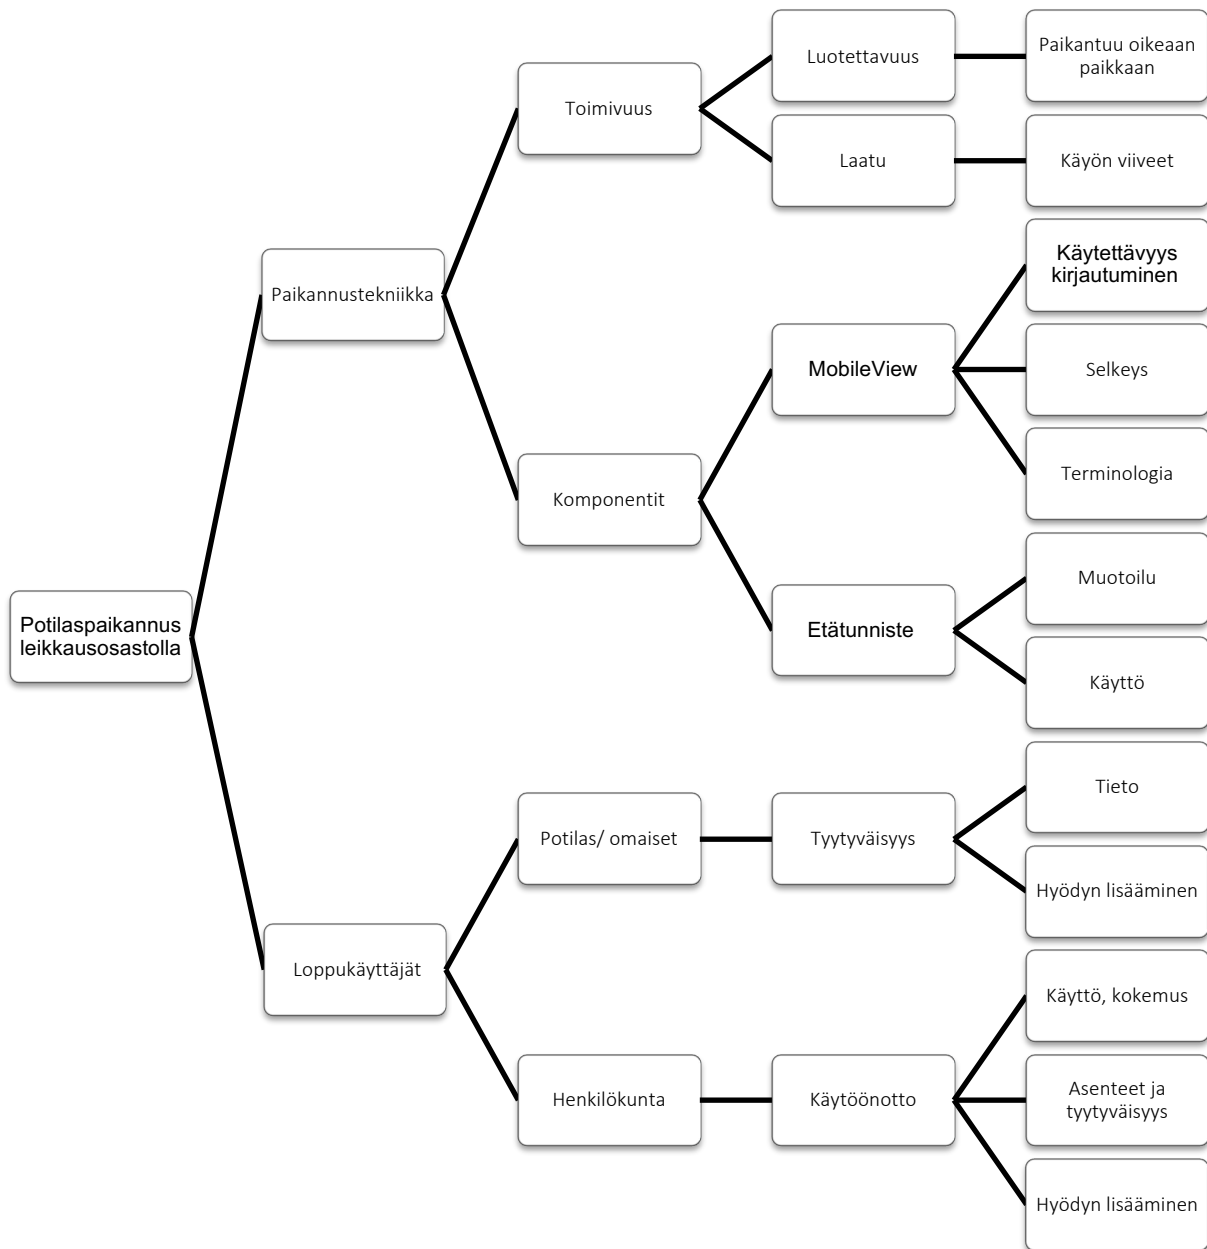 Potilaspaikannus
leikkausosastolla
Paikannustekniikka
Toimivuus
Luotettavuus
Paikantuu oikeaan
paikkaan
Laatu
Käyön viiveet
Komponentit
MobileView
Käytettävyys
kirjautuminen
Selkeys
Terminologia
Etätunniste
Muotoilu
Käyttö
Loppukäyttäjät
Potilas/ omaiset
Tyytyväisyys
Tieto
Hyödyn lisääminen
Henkilökunta
Käytöönotto
Käyttö, kokemus
Asenteet ja
tyytyväisyys
Hyödyn lisääminen